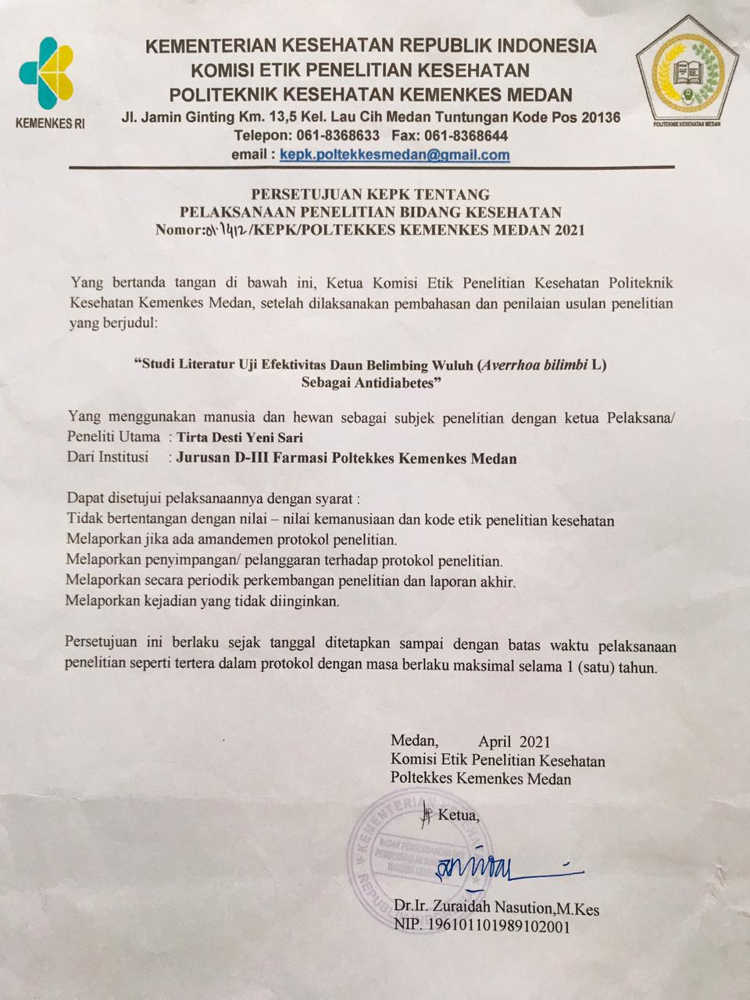 KEMENKES RI
KEMENTERIAN KESEHATAN REPUBLIK INDONESIA
KOMISI ETIK PENELITIAN KESEHATAN
POLITEKNIK KESEHATAN KEMENKES MEDAN
Jl. Jamin Ginting Km. 13,5 Kel. Lau Cih Medan Tuntungan Kode Pos 20136
Telepon: 061-8368633 Fax: 061-8368644
email : kepk.poltekkesmedan@gmail.com
POLITEKNIK KESEHATAN MEDAN
PERSETUJUAN KEPK TENTANG
PELAKSANAAN PENELITIAN BIDANG KESEHATAN
Nomor: /KEPK/POLTEKKES KEMENKES MEDAN 2021
Yang bertanda tangan di bawah ini, Ketua Komisi Etik Penelitian Kesehatan Politeknik
Kesehatan Kemenkes Medan, setelah dilaksanakan pembahasan dan penilaian usulan penelitian
yang berjudul:
“Studi Literatur Uji Efektivitas Daun Belimbing Wuluh (Averrhoa bilimbi L)
Sebagai Antidiabetes”
Yang menggunakan manusia dan hewan sebagai subjek penelitian dengan ketua Pelaksana/
Peneliti Utama : Tirta Desti Yeni Sari
Dari Institusi : Jurusan D-III Farmasi Poltekkes Kemenkes Medan
Dapat disetujui pelaksanaannya dengan syarat :
Tidak bertentangan dengan nilai – nilai kemanusiaan dan kode etik penelitian kesehatan
Melaporkan jika ada amandemen protokol penelitian.
Melaporkan penyimpangan/ pelanggaran terhadap protokol penelitian.
Melaporkan secara periodik perkembangan penelitian dan laporan akhir.
Melaporkan kejadian yang tidak diinginkan.
Persetujuan ini berlaku sejak tanggal ditetapkan sampai dengan batas waktu pelaksanaan
penelitian seperti tertera dalam protokol dengan masa berlaku maksimal selama 1 (satu) tahun.
Medan, April 2021
Komisi Etik Penelitian Kesehatan
Poltekkes Kemenkes Medan
Ketua,
KEMENTERIAN KESEHATAN
REPUBLIK INDONESIA
BADAN PENGEMBANGAN DAN
PEMBERDAYAAN SUMBER DAYA
MANUSIA KESEHATAN
Dr.Ir. Zuraidah Nasution,M.Kes
NIP. 196101101989102001